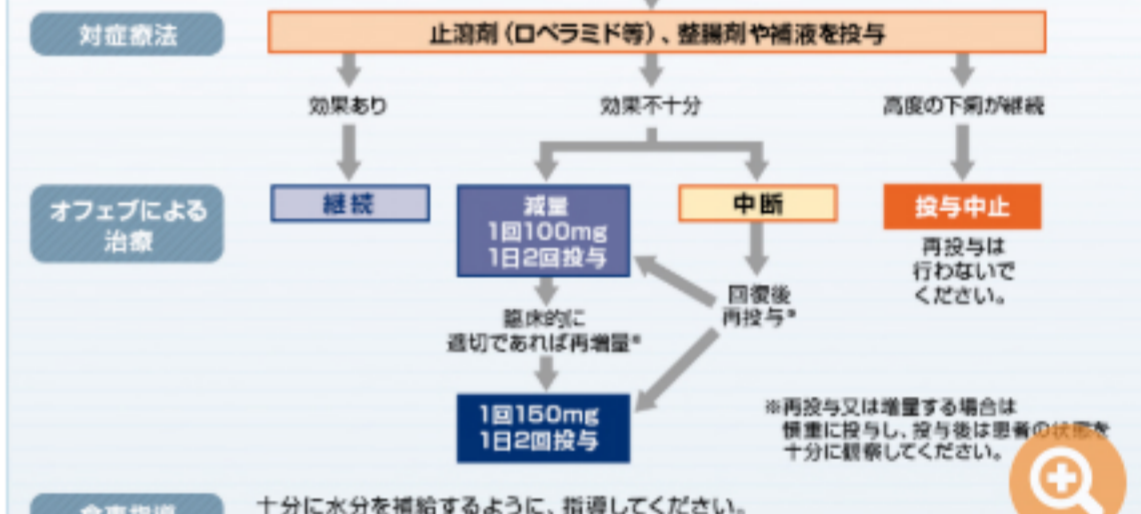 対症療法
止瀉剤（ロペラミド等）、整腸剤や補液を投与
効果あり
効果不十分
高度の下痢が継続
オフェブによる
治療
継続
減量
1回100mg
1日2回投与
中断
投与中止
再投与は
行わないで
ください。
回復後
再投与※
臨床的に
適切であれば再増量※
1回150mg
1日2回投与
※再投与又は増量する場合は
慎重に投与し、投与後は患者の状態を
十分に観察してください。
食事指導
十分に水分を補給するように、指導してください。